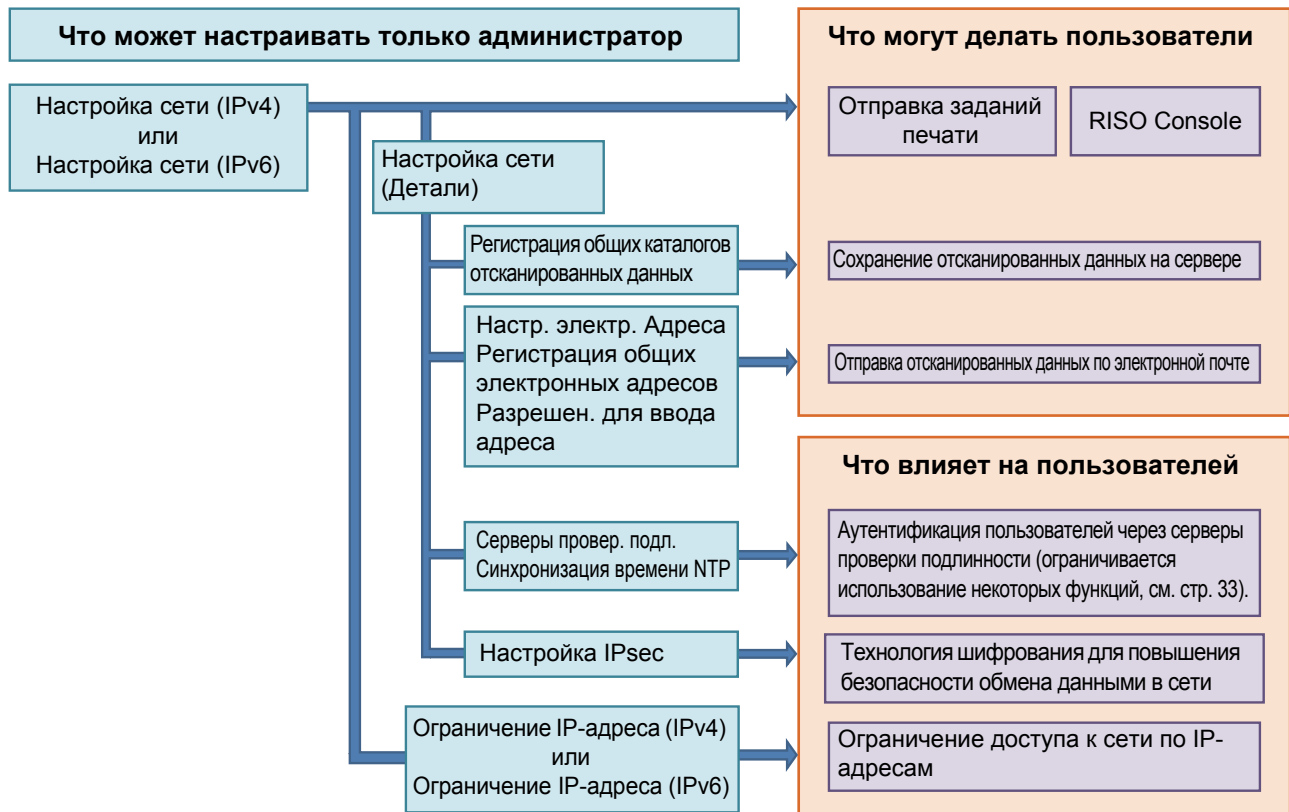 Что может настраивать только администратор
Что могут делать пользователи
Настройка сети (IPv4)
или
Настройка сети (IPv6)
Отправка заданий
печати
RISO Console
Настройка сети
(Детали)
Регистрация общих каталогов
отсканированных данных
Сохранение отсканированных данных на сервере
Настр. электр. Адреса
Регистрация общих
электронных адресов
Разрешен. для ввода
адреса
Отправка отсканированных данных по электронной почте
Что влияет на пользователей
Серверы провер. подл.
Синхронизация времени NTP
Аутентификация пользователей через серверы
проверки подлинности (ограничивается
использование некоторых функций, см. стр. 33).
Настройка IPsec
Технология шифрования для повышения
безопасности обмена данными в сети
Ограничение IP-адреса (IPv4)
или
Ограничение IP-адреса (IPv6)
Ограничение доступа к сети по IP-
адресам